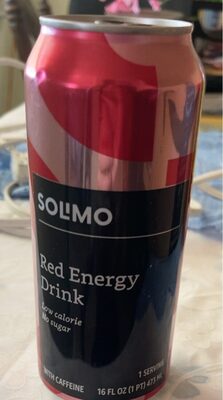 SOLIMO
Red Energy
Drink
Low calorie
No sugar
1 SERVING
WITH CAFFEINE 16 FL OZ (1 PT) 473 ML